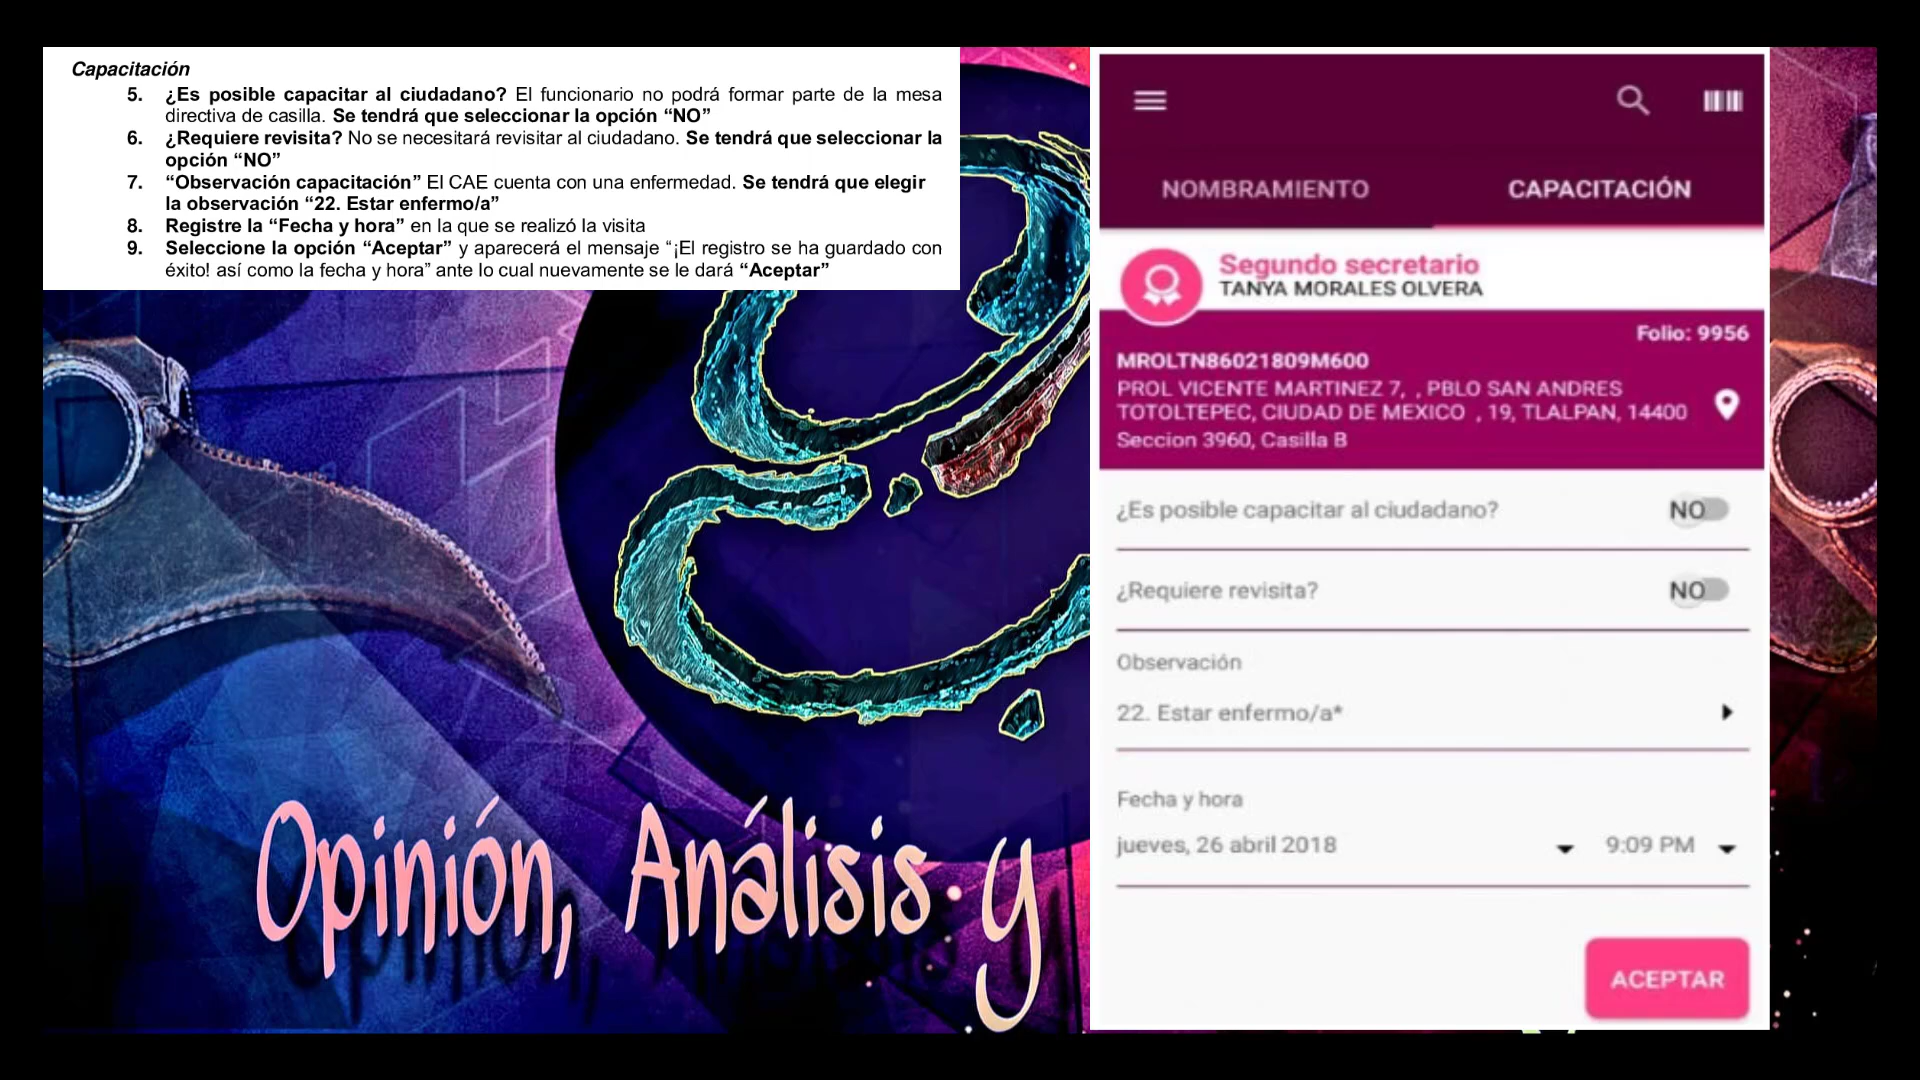 Capacitación
5. ¿Es posible capacitar al ciudadano? El funcionario no podrá formar parte de la mesa
directiva de casilla. Se tendrá que seleccionar la opción “NO”
6. ¿Requiere revisita? No se necesitará revisitar al ciudadano. Se tendrá que seleccionar la
opción “NO”
7. “Observación capacitación” El CAE cuenta con una enfermedad. Se tendrá que elegir
la observación “22. Estar enfermo/a”
8. Registre la “Fecha y hora” en la que se realizó la visita
9. Seleccione la opción “Aceptar” y aparecerá el mensaje “¡El registro se ha guardado con
éxito! así como la fecha y hora” ante lo cual nuevamente se le dará “Aceptar”
Opinión, Análisis y
NOMBRAMIENTO CAPACITACIÓN
Segundo secretario
TANYA MORALES OLVERA
Folio: 9956
MROLTN86021809M600
PROL VICENTE MARTINEZ 7, , PBLO SAN ANDRES
TOTOLTEPEC, CIUDAD DE MEXICO , 19, TLALPAN, 14400
Seccion 3960, Casilla B
¿Es posible capacitar al ciudadano? NO
¿Requiere revisita? NO
Observación
22. Estar enfermo/a*
Fecha y hora
jueves, 26 abril 2018 9:09 PM
ACEPTAR